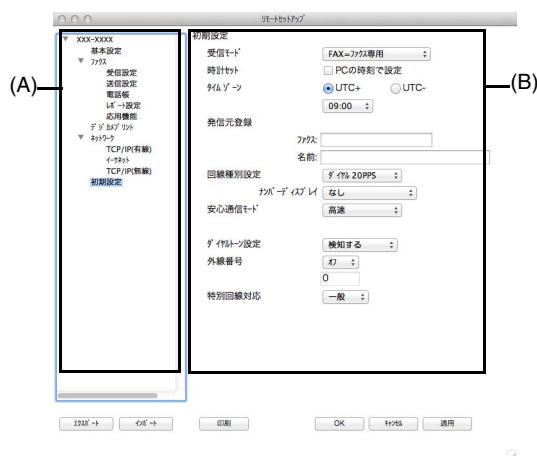 ﾘﾓｰﾄｾｯﾄｱｯﾌﾟ
(A)
(B)
XXX-XXXX
基本設定
ﾌｧｸｽ
受信設定
送信設定
電話帳
ﾚﾎﾟｰﾄ設定
応用機能
ﾃﾞｼﾞｶﾒﾌﾟﾘﾝﾄ
ﾈｯﾄﾜｰｸ
TCP/IP(有線)
ｲｰｻﾈｯﾄ
TCP/IP(無線)
初期設定
初期設定
受信ﾓｰﾄﾞ FAX=ﾌｧｸｽ専用
時計ｾｯﾄ PCの時刻で設定
ﾀｲﾑｿﾞｰﾝ UTC+ UTC-
09:00
発信元登録
ﾌｧｸｽ:
名前:
回線種別設定 ﾀﾞｲﾔﾙ 20PPS
ﾅﾝﾊﾞｰﾃﾞｨｽﾌﾟﾚｲ なし
安心通信ﾓｰﾄﾞ 高速
ﾀﾞｲﾔﾙﾄｰﾝ設定 検知する
外線番号 ｵﾌ
0
特別回線対応 一般
ｴｸｽﾎﾟｰﾄ ｲﾝﾎﾟｰﾄ 印刷 OK ｷｬﾝｾﾙ 適用